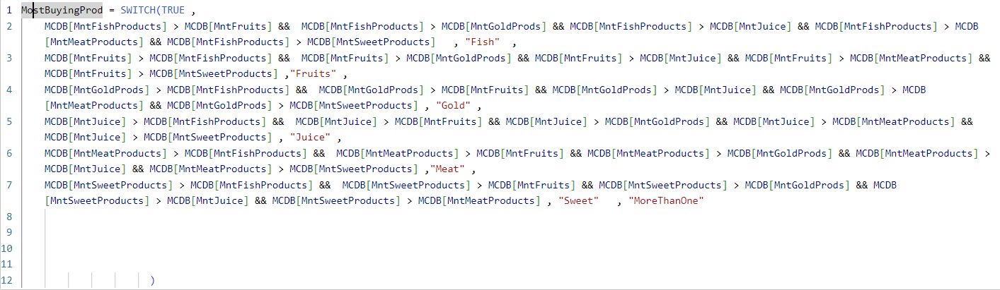 1 MostBuyingProd = SWITCH(TRUE ,
2 MCDB[MntFishProducts] > MCDB[MntFruits] &&  MCDB[MntFishProducts] > MCDB[MntGoldProds] && MCDB[MntFishProducts] > MCDB[MntJuice] && MCDB[MntFishProducts] > MCDB
[MntMeatProducts] && MCDB[MntFishProducts] > MCDB[MntSweetProducts]   , "Fish"  ,
3 MCDB[MntFruits] > MCDB[MntFishProducts] &&  MCDB[MntFruits] > MCDB[MntGoldProds] && MCDB[MntFruits] > MCDB[MntJuice] && MCDB[MntFruits] > MCDB[MntMeatProducts] &&
MCDB[MntFruits] > MCDB[MntSweetProducts] ,"Fruits" ,
4 MCDB[MntGoldProds] > MCDB[MntFishProducts] &&  MCDB[MntGoldProds] > MCDB[MntFruits] && MCDB[MntGoldProds] > MCDB[MntJuice] && MCDB[MntGoldProds] > MCDB
[MntMeatProducts] && MCDB[MntGoldProds] > MCDB[MntSweetProducts] , "Gold" ,
5 MCDB[MntJuice] > MCDB[MntFishProducts] &&  MCDB[MntJuice] > MCDB[MntFruits] && MCDB[MntJuice] > MCDB[MntGoldProds] && MCDB[MntJuice] > MCDB[MntMeatProducts] &&
MCDB[MntJuice] > MCDB[MntSweetProducts] , "Juice" ,
6 MCDB[MntMeatProducts] > MCDB[MntFishProducts] &&  MCDB[MntMeatProducts] > MCDB[MntFruits] && MCDB[MntMeatProducts] > MCDB[MntGoldProds] && MCDB[MntMeatProducts] >
MCDB[MntJuice] && MCDB[MntMeatProducts] > MCDB[MntSweetProducts] ,"Meat" ,
7 MCDB[MntSweetProducts] > MCDB[MntFishProducts] &&  MCDB[MntSweetProducts] > MCDB[MntFruits] && MCDB[MntSweetProducts] > MCDB[MntGoldProds] && MCDB
[MntSweetProducts] > MCDB[MntJuice] && MCDB[MntSweetProducts] > MCDB[MntMeatProducts] , "Sweet"   , "MoreThanOne"
8
9
10
11
12 )